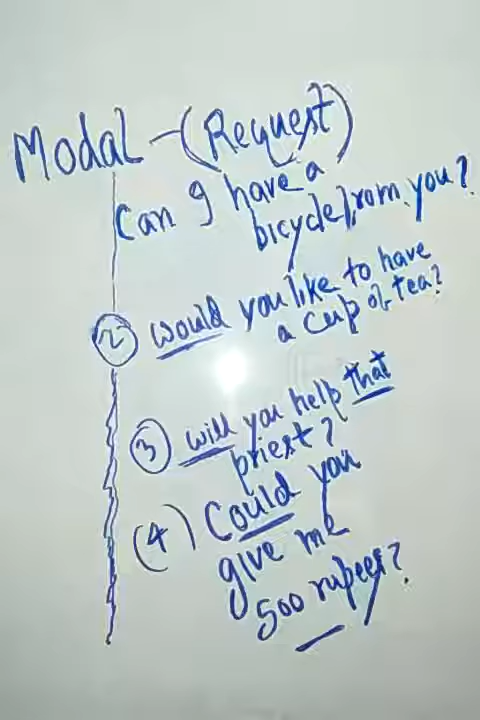 Modal - (Request)
Can I have a
bicycle from you?
2 would you like to have
a cup of tea?
3 will you help that
priest?
(4) Could you
give me
500 rupees?